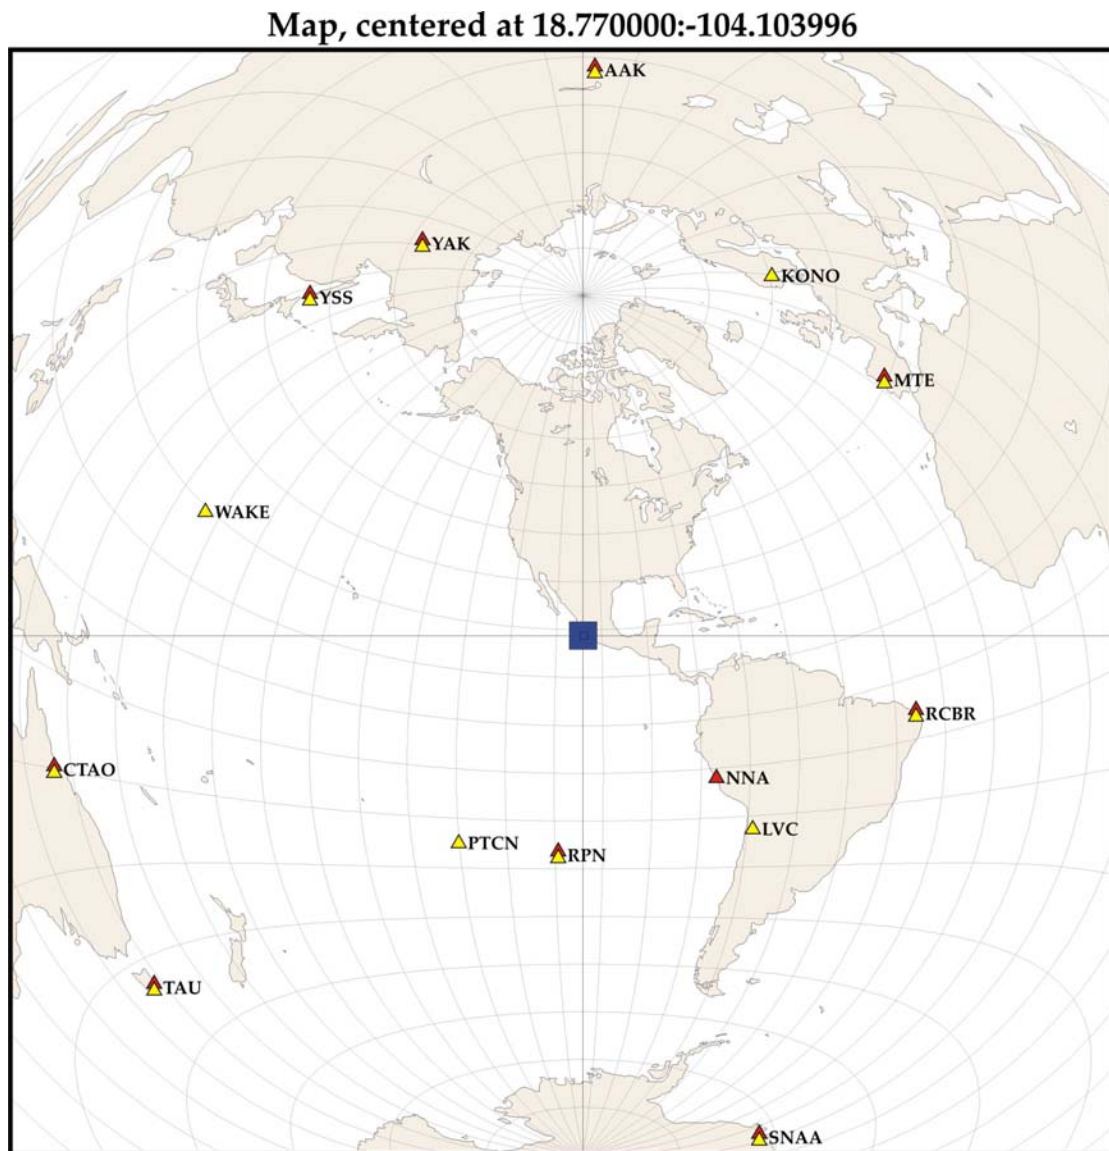 Map, centered at 18.770000:-104.103996
AAK
YAK
KONO
YSS
MTE
WAKE
RCBR
CTAO
NNA
LVC
PTCN
RPN
TAU
SNAA